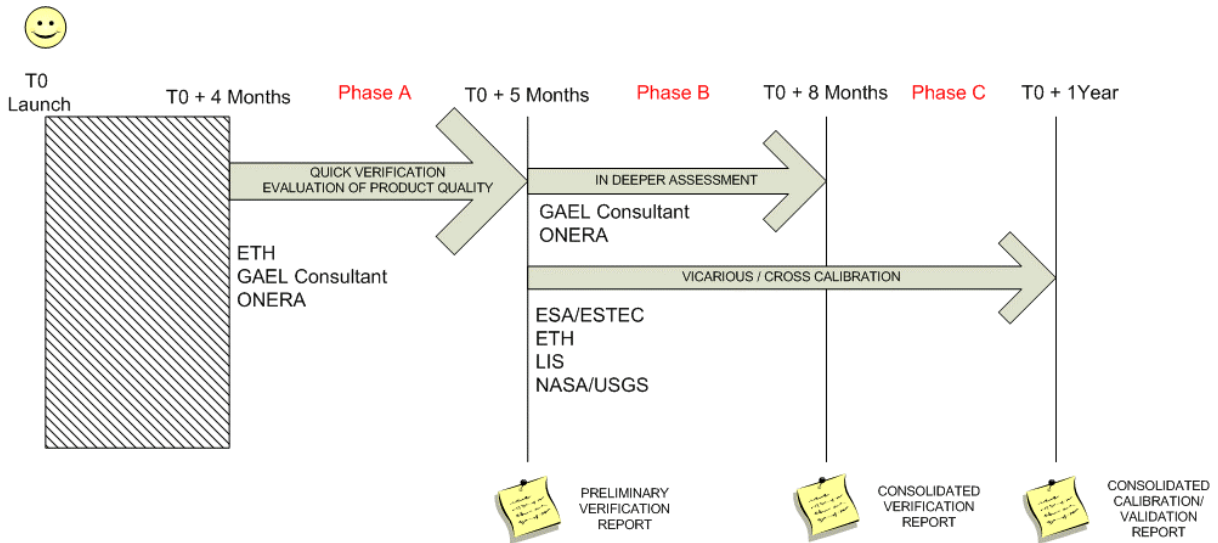 T0
Launch
T0 + 4 Months
Phase A
T0 + 5 Months
Phase B
T0 + 8 Months
Phase C
T0 + 1Year
QUICK VERIFICATION
EVALUATION OF PRODUCT QUALITY
IN DEEPER ASSESSMENT
GAEL Consultant
ONERA
ETH
GAEL Consultant
ONERA
VICARIOUS / CROSS CALIBRATION
ESA/ESTEC
ETH
LIS
NASA/USGS
PRELIMINARY
VERIFICATION
REPORT
CONSOLIDATED
VERIFICATION
REPORT
CONSOLIDATED
CALIBRATION/
VALIDATION
REPORT